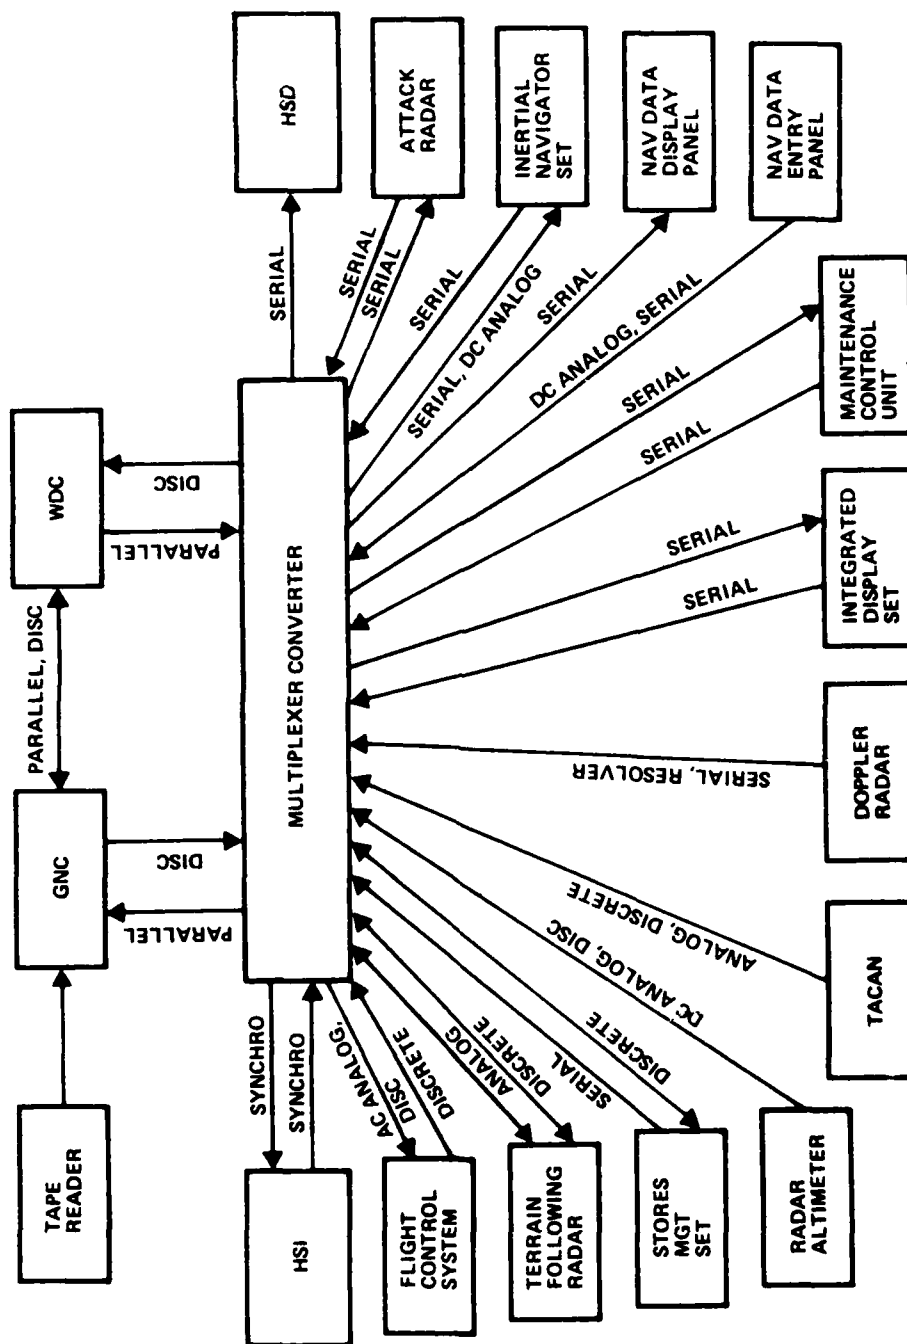 TAPE
READER
GNC
PARALLEL, DISC
WDC
PARALLEL
DISC
PARALLEL
DISC
MULTIPLEXER CONVERTER
SYNCHRO
SYNCHRO
HSI
SERIAL
HSD
AC ANALOG,
DISC
DISCRETE
FLIGHT
CONTROL
SYSTEM
ANALOG
DISCRETE
TERRAIN
FOLLOWING
RADAR
SERIAL
DISCRETE
STORES
MGT
SET
DC ANALOG, DISC
RADAR
ALTIMETER
ANALOG, DISCRETE
TACAN
SERIAL, RESOLVER
DOPPLER
RADAR
SERIAL
SERIAL
INTEGRATED
DISPLAY
SET
SERIAL
SERIAL
MAINTENANCE
CONTROL
UNIT
DC ANALOG, SERIAL
NAV DATA
ENTRY
PANEL
SERIAL
NAV DATA
DISPLAY
PANEL
SERIAL, DC ANALOG
SERIAL
INERTIAL
NAVIGATOR
SET
SERIAL
SERIAL
ATTACK
RADAR